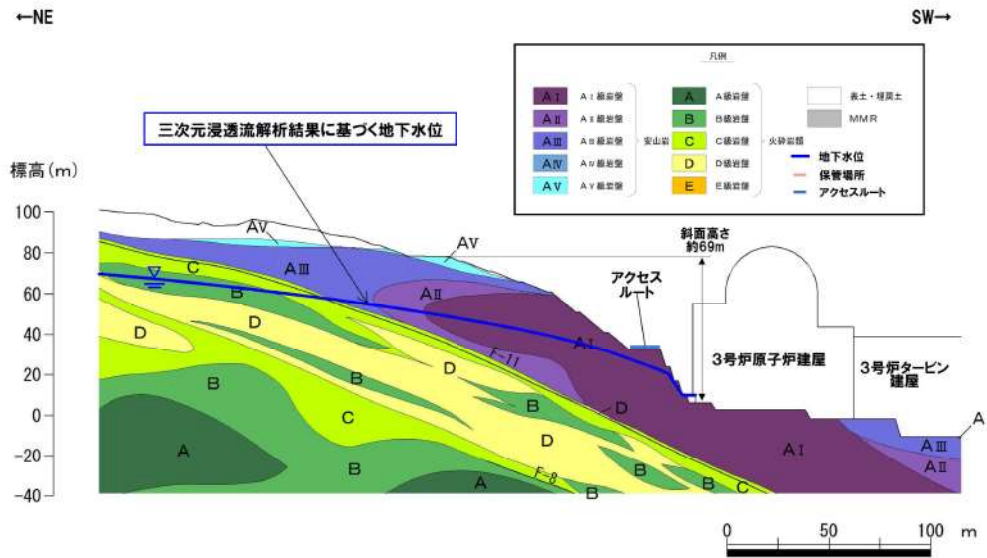 ←NE
SW→
凡例
AⅠ AⅠ級岩盤
AⅡ AⅡ級岩盤
AⅢ AⅢ級岩盤
AⅣ AⅣ級岩盤
AⅤ AⅤ級岩盤
安山岩
A A級岩盤
B B級岩盤
C C級岩盤
D D級岩盤
E E級岩盤
火砕岩類
表土・埋戻土
MMR
地下水位
保管場所
アクセスルート
三次元浸透流解析結果に基づく地下水位
標高(m)
100
80
60
40
20
0
-20
-40
AⅤ
AⅤ
AⅢ
AⅡ
AⅠ
C
B
D
D
D
F-11
B
B
B
C
D
D
A
B
A
F-8
B
B
B
C
AⅠ
AⅢ
AⅡ
A
斜面高さ
約69m
アクセス
ルート
3号炉原子炉建屋
3号炉タービン
建屋
0 50 100 m